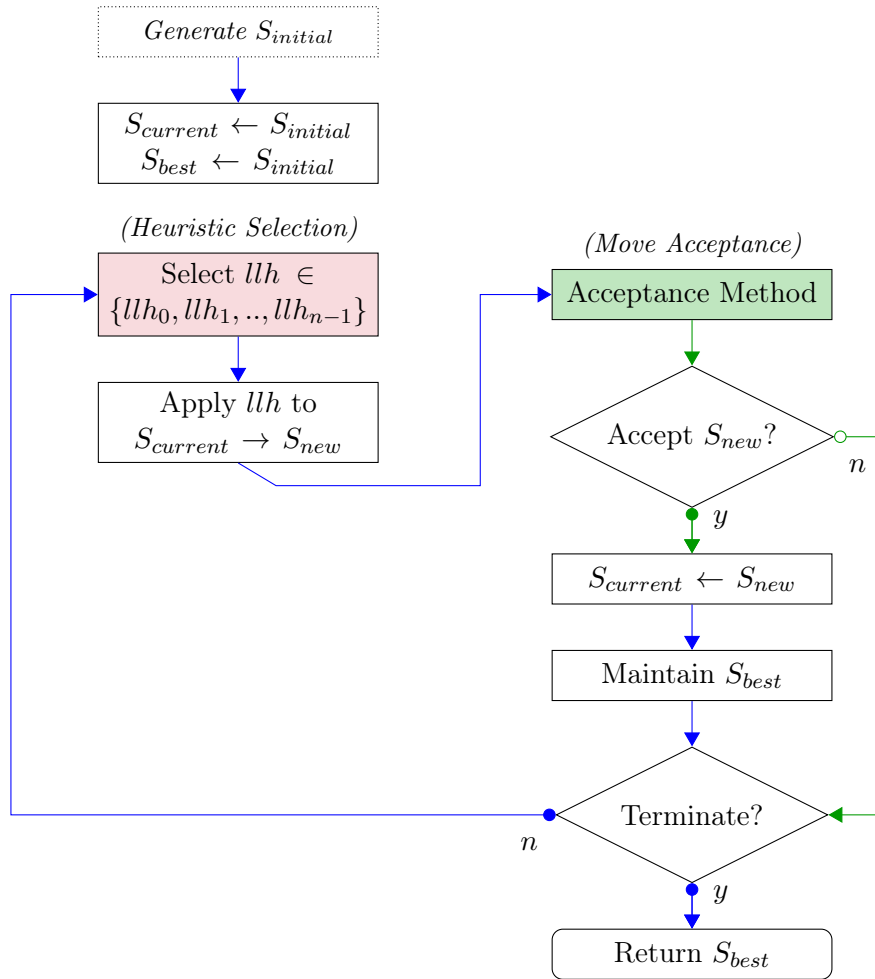 Generate S_initial
S_current ← S_initial
S_best ← S_initial
(Heuristic Selection)
Select llh ∈
{llh_0, llh_1, .., llh_{n−1}}
Apply llh to
S_current → S_new
(Move Acceptance)
Acceptance Method
Accept S_new?
n
y
S_current ← S_new
Maintain S_best
Terminate?
n
y
Return S_best